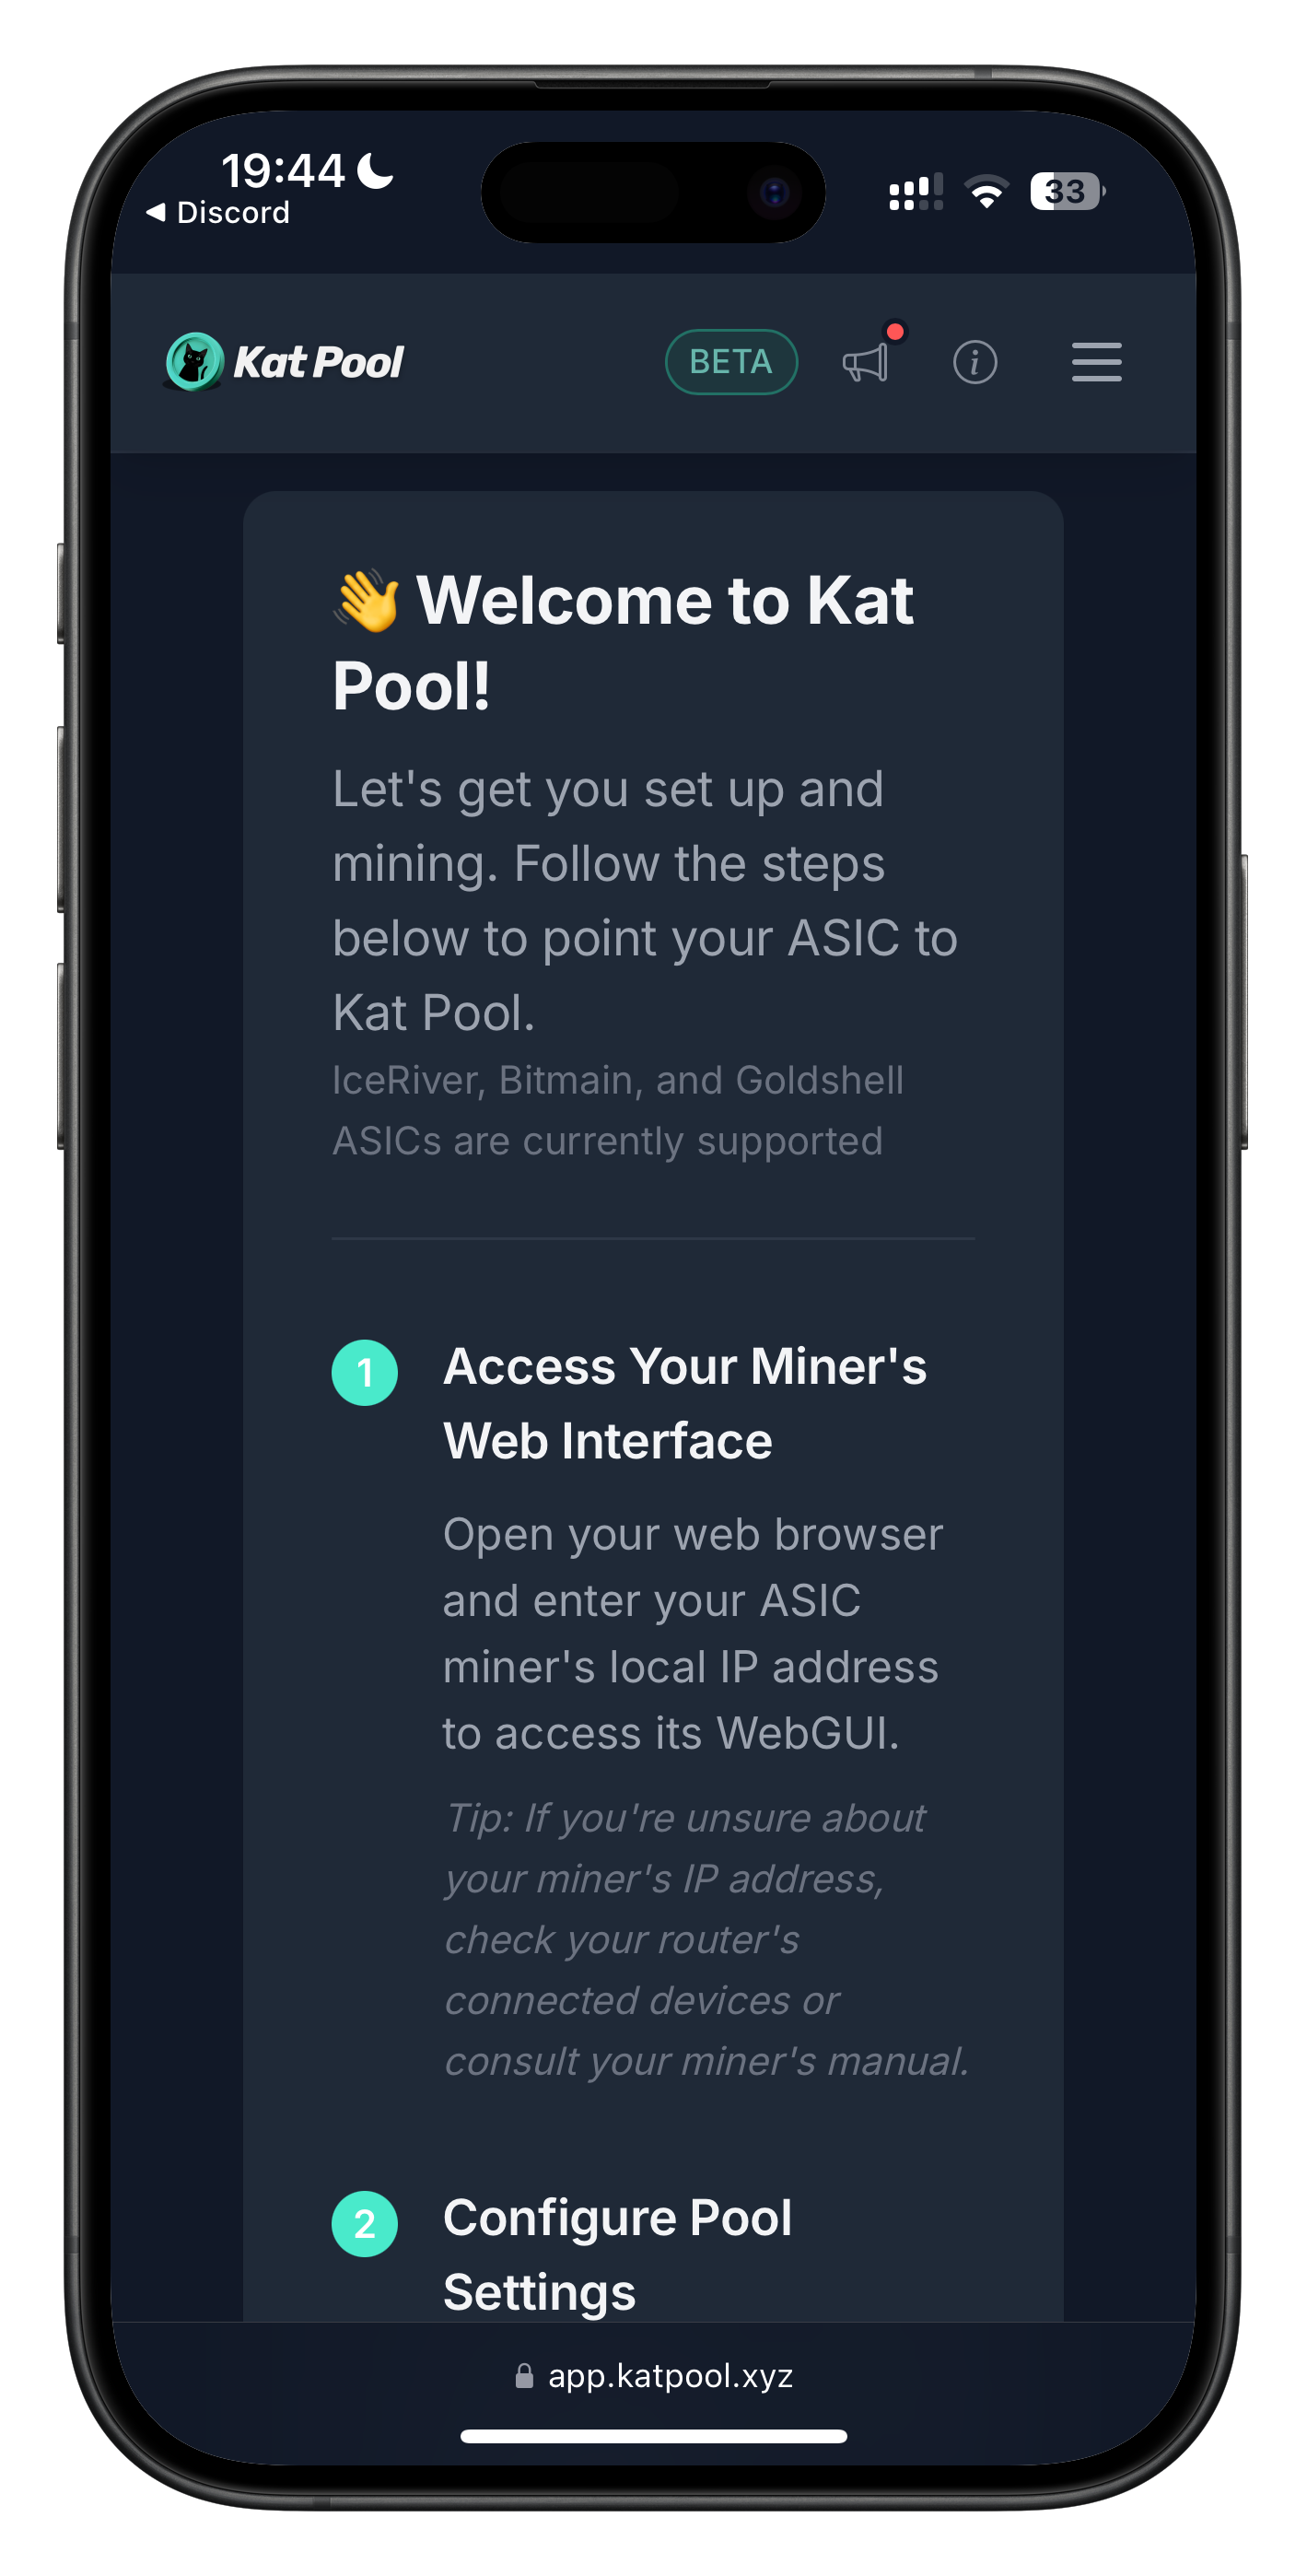 19:44
Discord
33
Kat Pool
BETA
👋 Welcome to Kat
Pool!
Let's get you set up and
mining. Follow the steps
below to point your ASIC to
Kat Pool.
IceRiver, Bitmain, and Goldshell
ASICs are currently supported
1
Access Your Miner's
Web Interface
Open your web browser
and enter your ASIC
miner's local IP address
to access its WebGUI.
Tip: If you're unsure about
your miner's IP address,
check your router's
connected devices or
consult your miner's manual.
2
Configure Pool
Settings
app.katpool.xyz